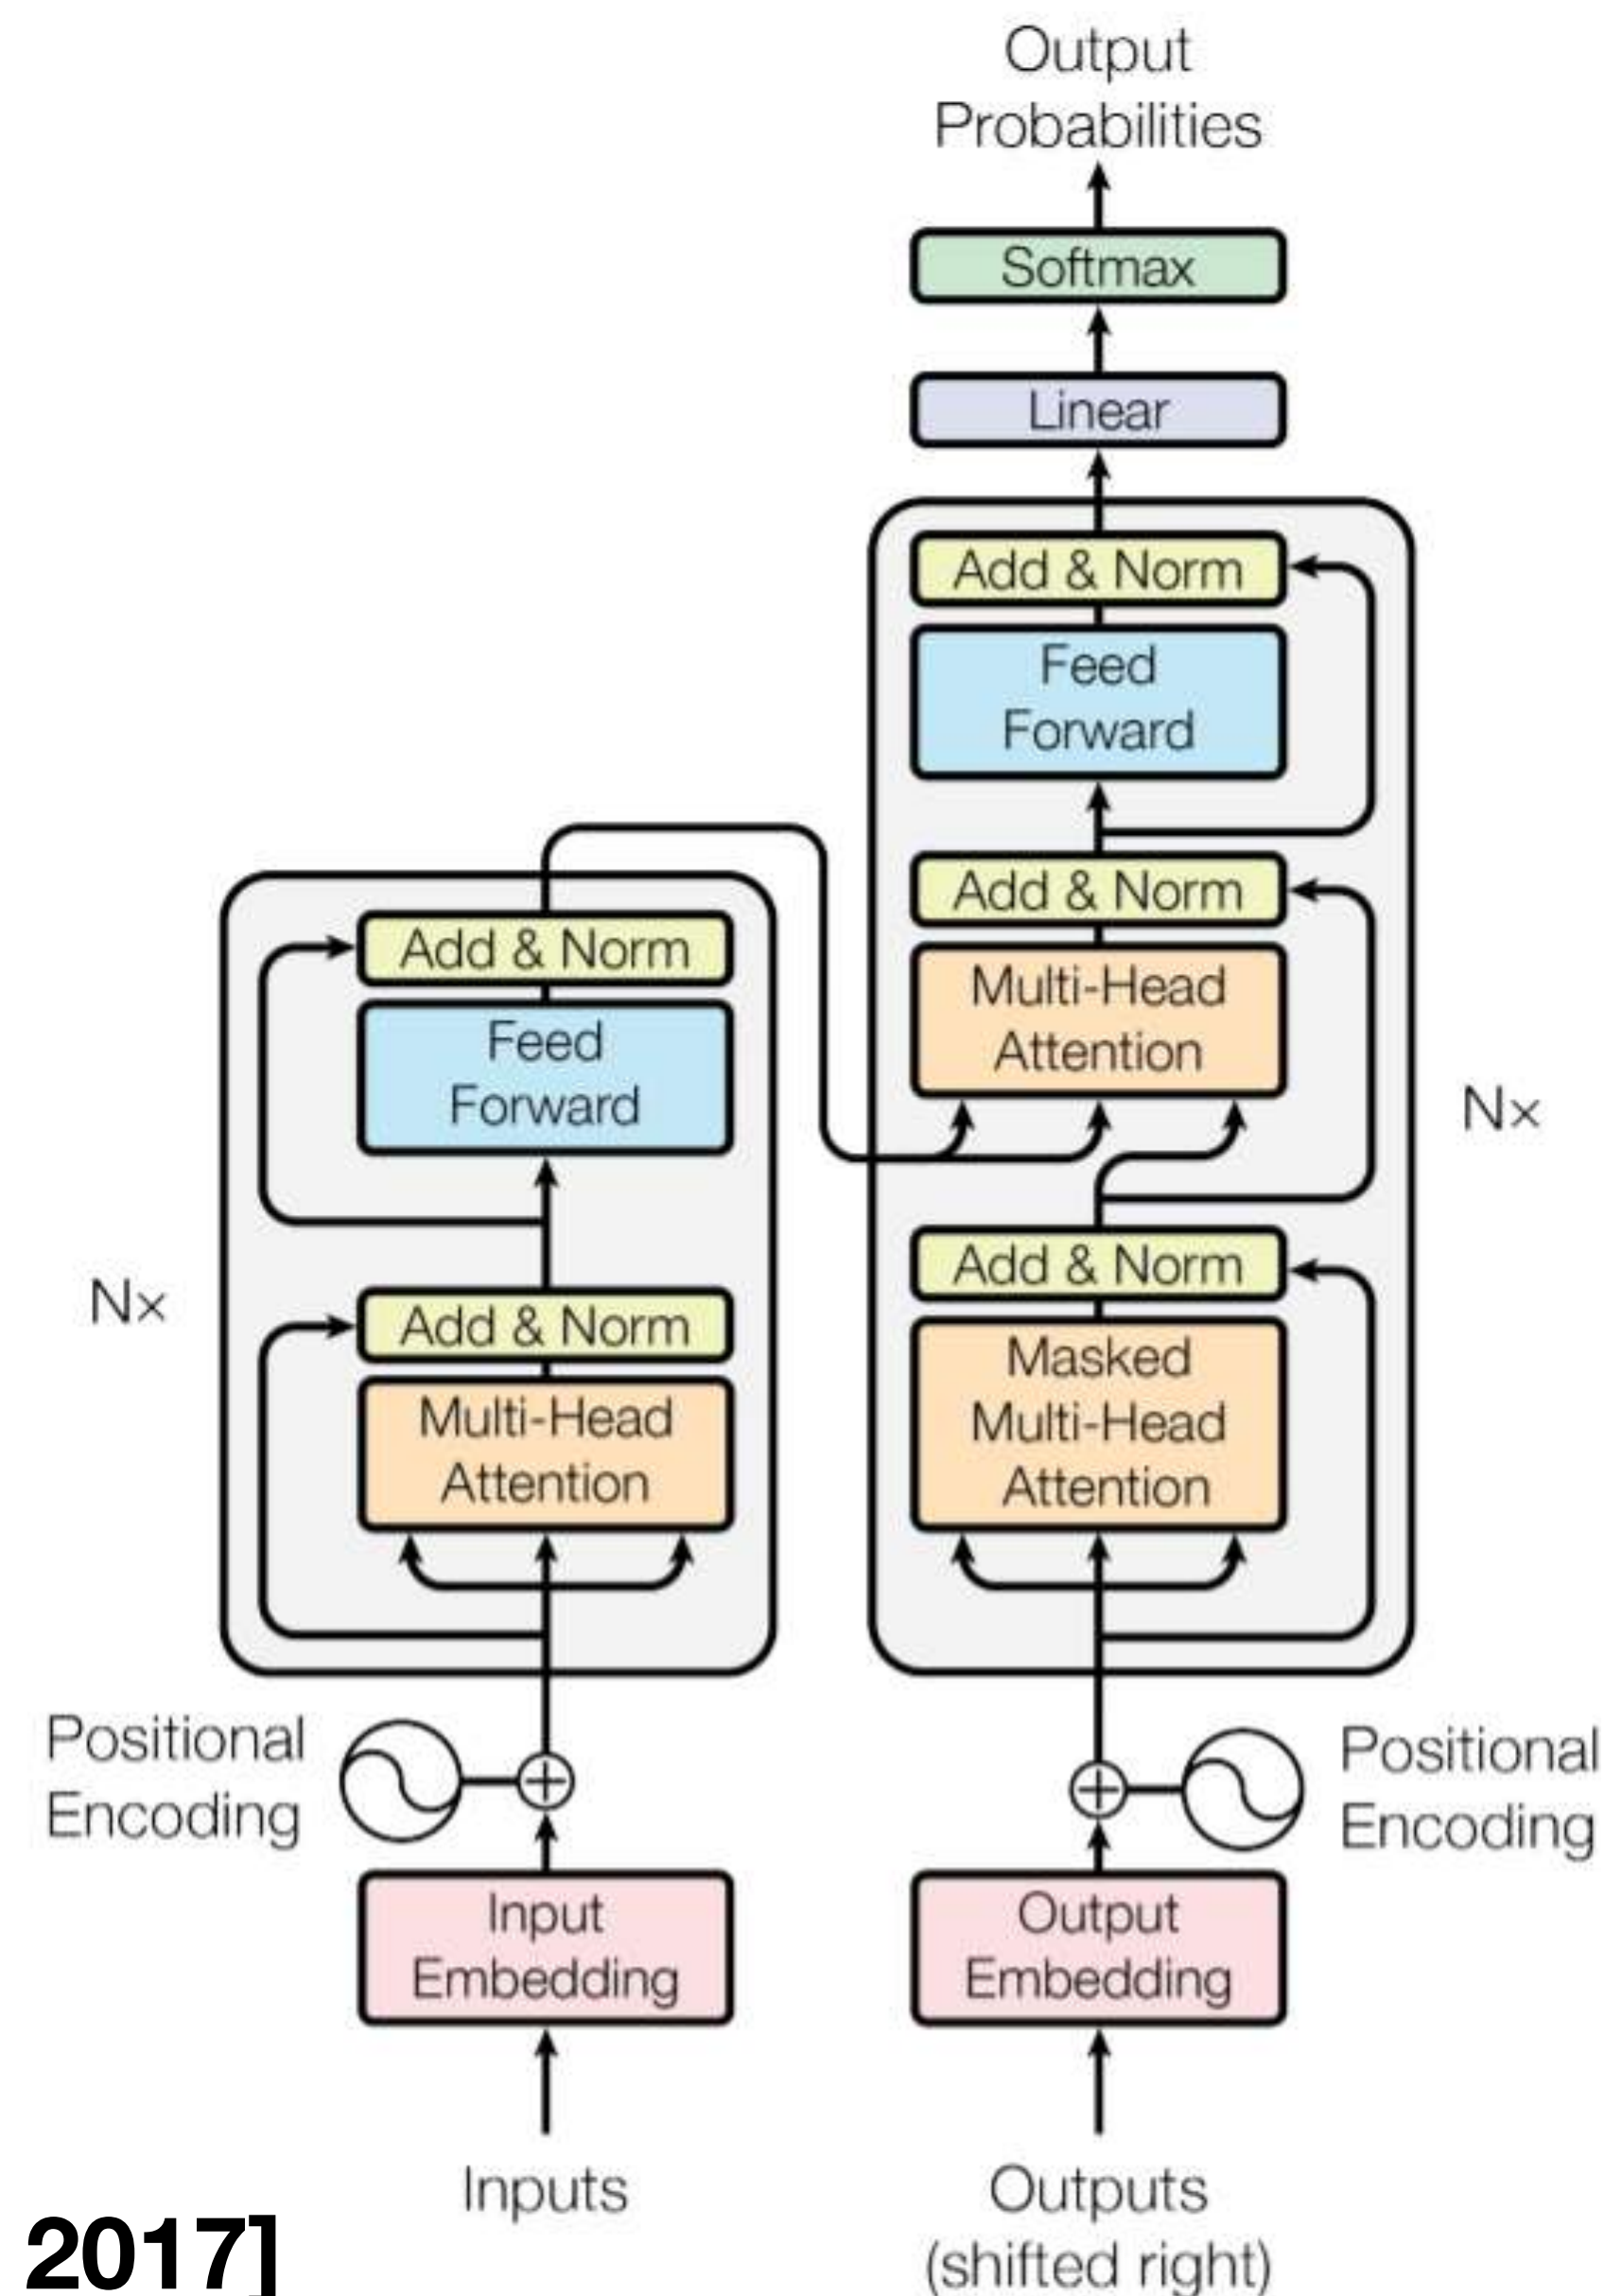 Output
Probabilities
Softmax
Linear
Add & Norm
Feed
Forward
Add & Norm
Multi-Head
Attention
Add & Norm
Masked
Multi-Head
Attention
Nx
Add & Norm
Feed
Forward
Add & Norm
Multi-Head
Attention
Nx
Positional
Encoding
Positional
Encoding
Input
Embedding
Output
Embedding
Inputs
Outputs
(shifted right)
2017]